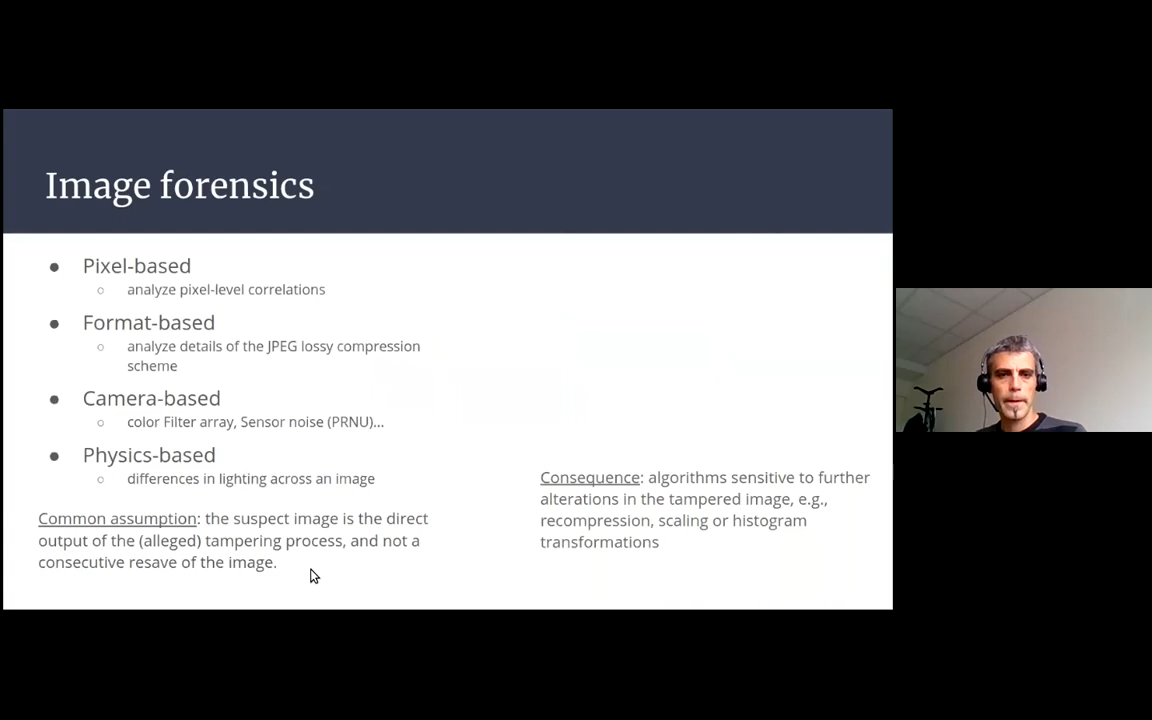 Image forensics
● Pixel-based
○ analyze pixel-level correlations
● Format-based
○ analyze details of the JPEG lossy compression
scheme
● Camera-based
○ color Filter array, Sensor noise (PRNU)...
● Physics-based
○ differences in lighting across an image
Common assumption: the suspect image is the direct
output of the (alleged) tampering process, and not a
consecutive resave of the image.
Consequence: algorithms sensitive to further
alterations in the tampered image, e.g.,
recompression, scaling or histogram
transformations